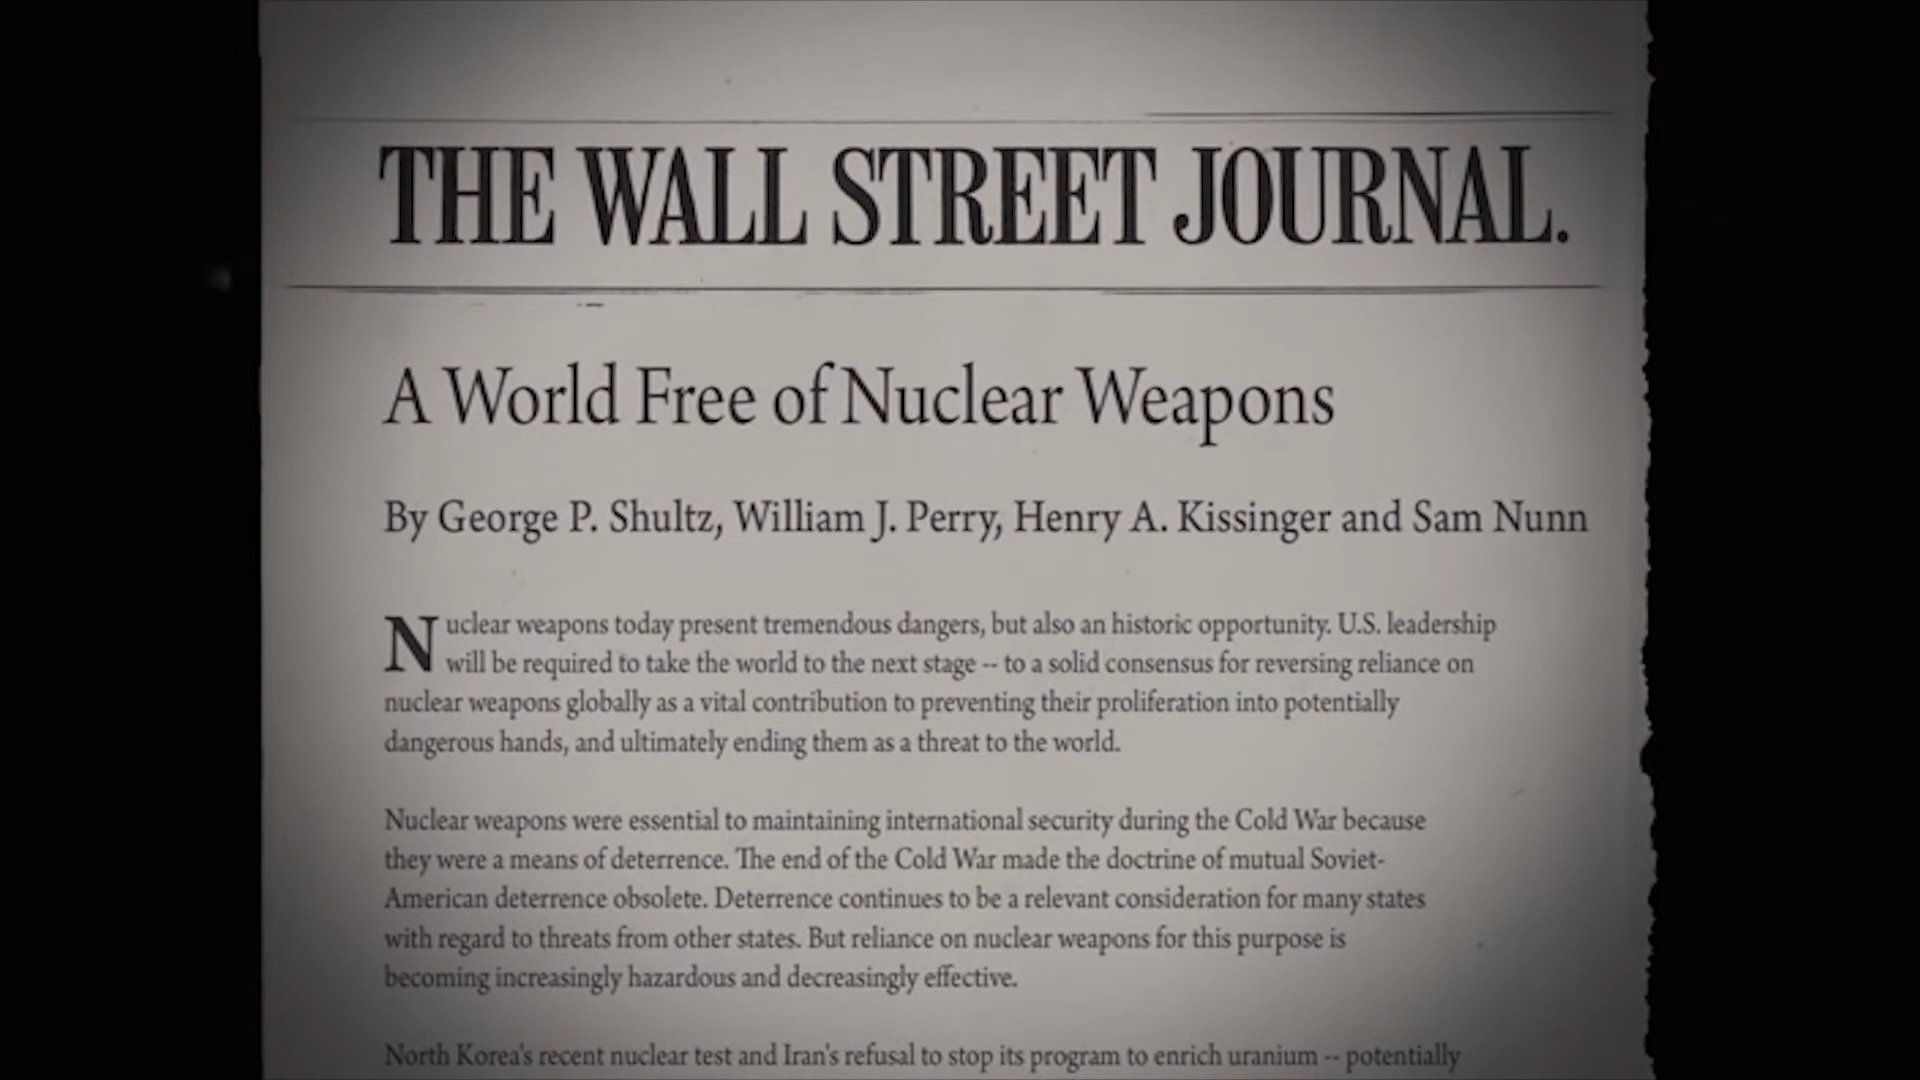 THE WALL STREET JOURNAL.
A World Free of Nuclear Weapons
By George P. Shultz, William J. Perry, Henry A. Kissinger and Sam Nunn
Nuclear weapons today present tremendous dangers, but also an historic opportunity. U.S. leadership
will be required to take the world to the next stage -- to a solid consensus for reversing reliance on
nuclear weapons globally as a vital contribution to preventing their proliferation into potentially
dangerous hands, and ultimately ending them as a threat to the world.
Nuclear weapons were essential to maintaining international security during the Cold War because
they were a means of deterrence. The end of the Cold War made the doctrine of mutual Soviet-
American deterrence obsolete. Deterrence continues to be a relevant consideration for many states
with regard to threats from other states. But reliance on nuclear weapons for this purpose is
becoming increasingly hazardous and decreasingly effective.
North Korea's recent nuclear test and Iran's refusal to stop its program to enrich uranium -- potentially